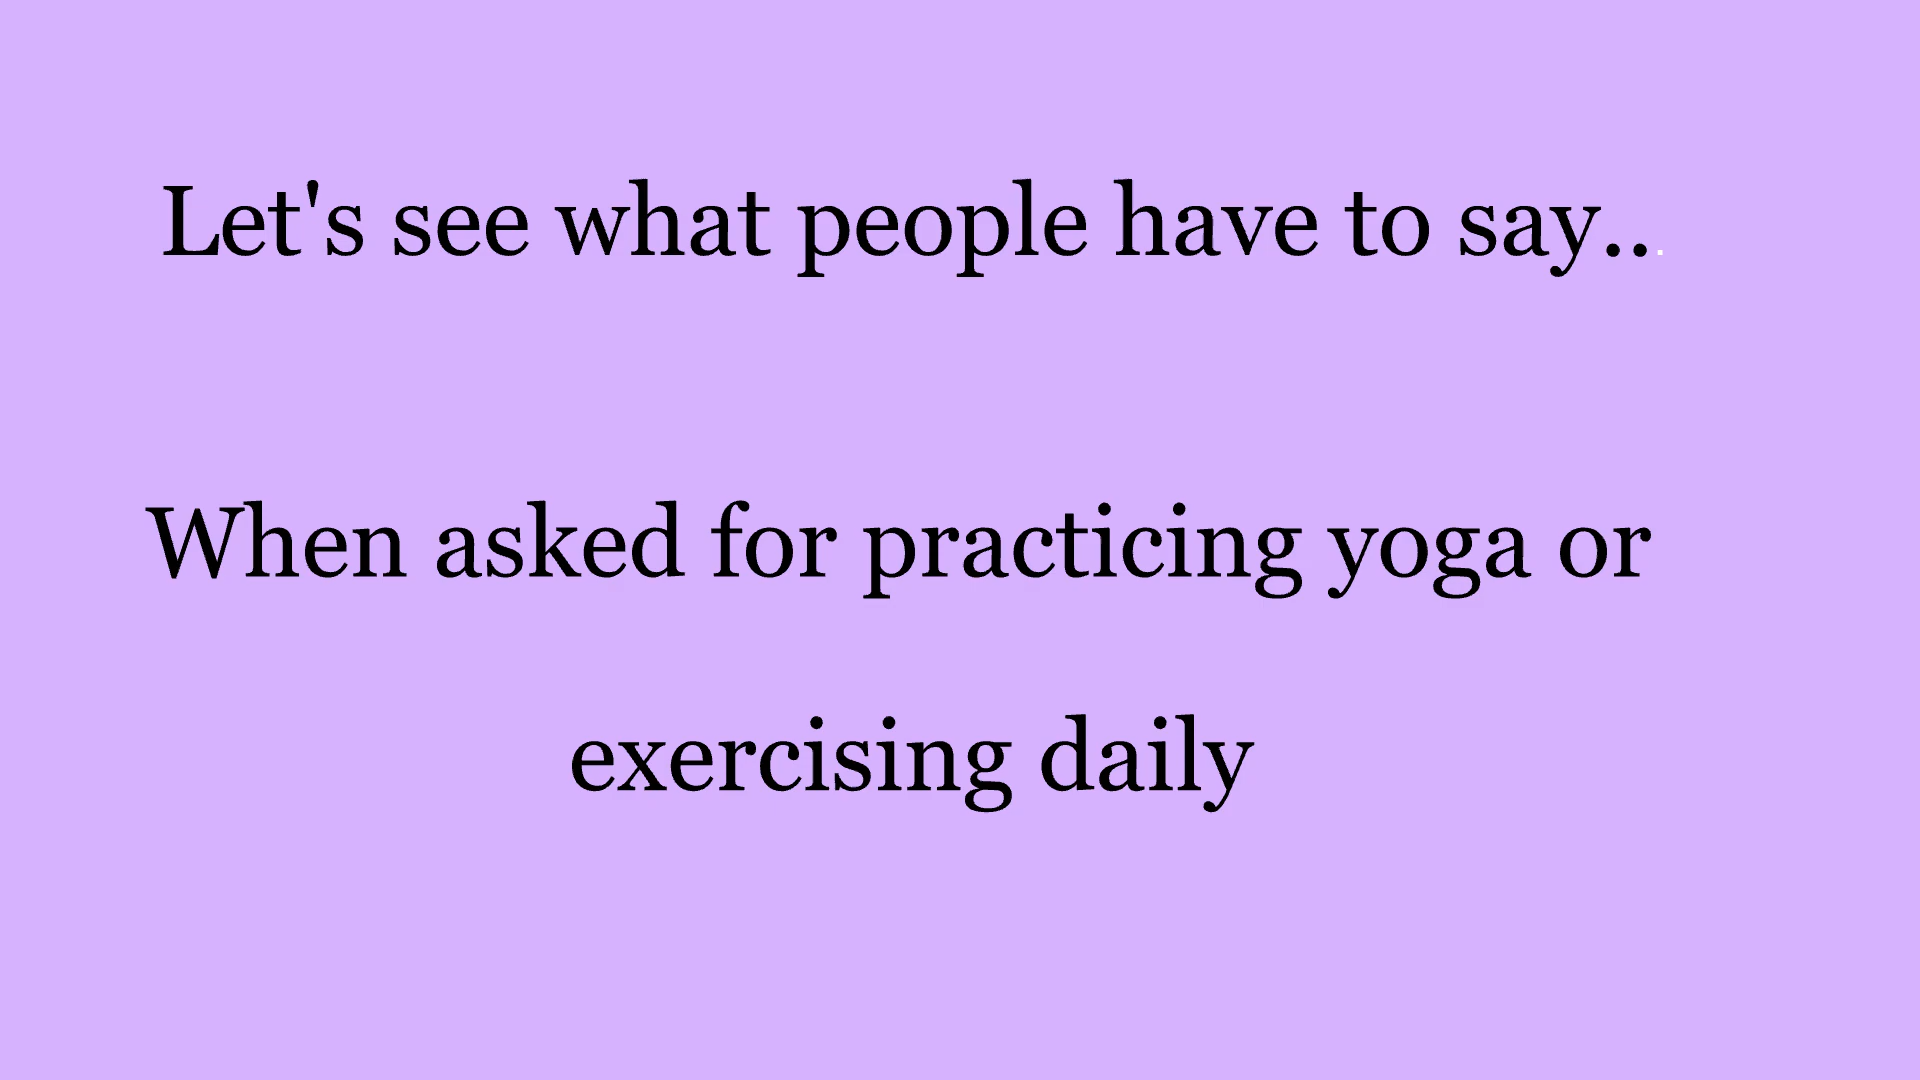 Let's see what people have to say...
When asked for practicing yoga or
exercising daily